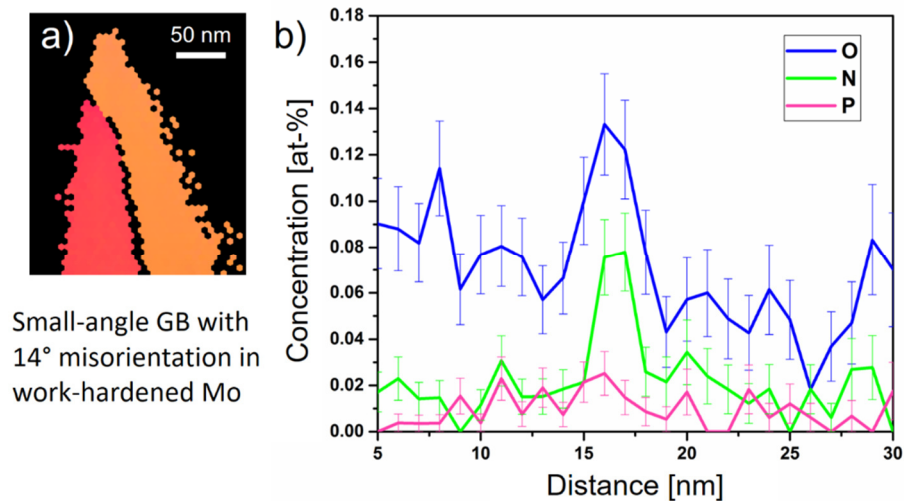 a)
50 nm
Small-angle GB with
14° misorientation in
work-hardened Mo
b)
Concentration [at-%]
0.18
0.16
0.14
0.12
0.10
0.08
0.06
0.04
0.02
0.00
O
N
P
5
10
15
20
25
30
Distance [nm]